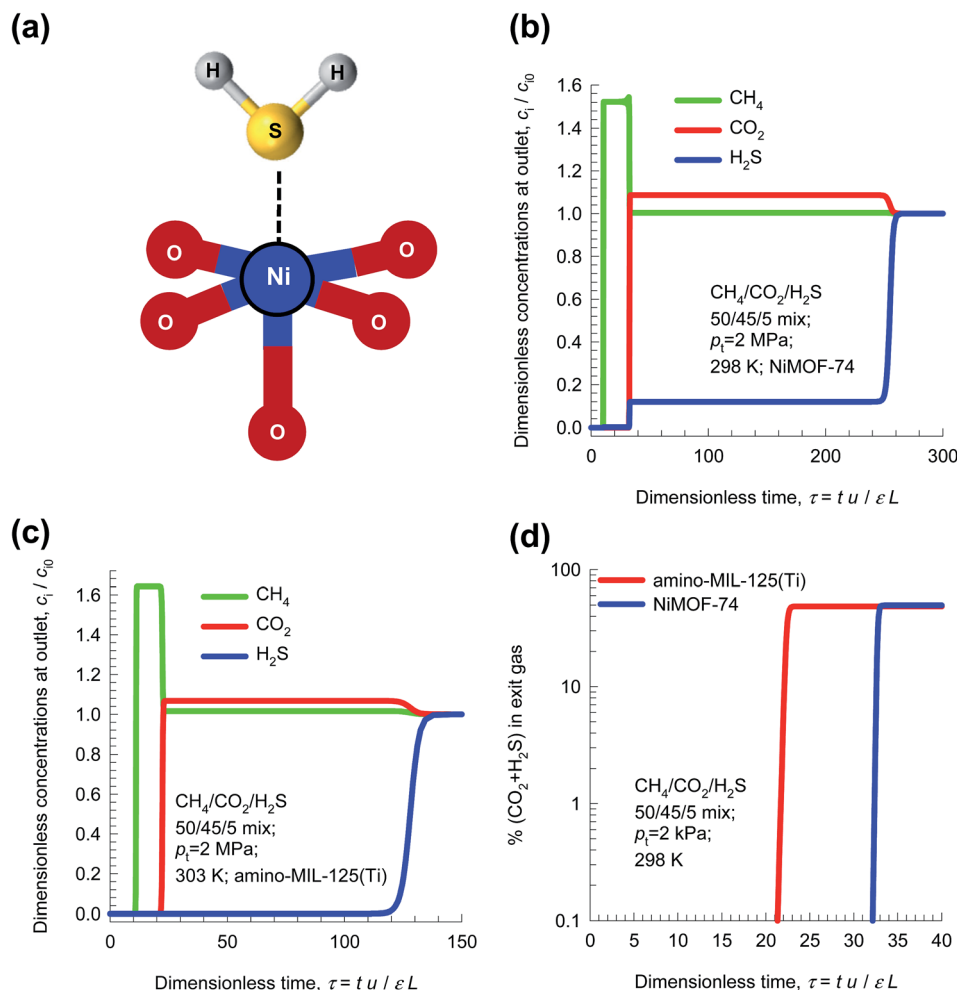 (a)
H
H
S
Ni
O
O
O
O
O
(b)
Dimensionless concentrations at outlet, cᵢ / cᵢ₀
1.6
1.4
1.2
1.0
0.8
0.6
0.4
0.2
0.0
CH₄
CO₂
H₂S
CH₄/CO₂/H₂S
50/45/5 mix;
pₜ=2 MPa;
298 K; NiMOF-74
0
100
200
300
Dimensionless time, τ = t u / ε L
(c)
Dimensionless concentrations at outlet, cᵢ / cᵢ₀
1.6
1.4
1.2
1.0
0.8
0.6
0.4
0.2
0.0
CH₄
CO₂
H₂S
CH₄/CO₂/H₂S
50/45/5 mix;
pₜ=2 MPa;
303 K; amino-MIL-125(Ti)
0
50
100
150
Dimensionless time, τ = t u / ε L
(d)
% (CO₂+H₂S) in exit gas
100
10
1
0.1
amino-MIL-125(Ti)
NiMOF-74
CH₄/CO₂/H₂S
50/45/5 mix;
pₜ=2 kPa;
298 K
0
5
10
15
20
25
30
35
40
Dimensionless time, τ = t u / ε L